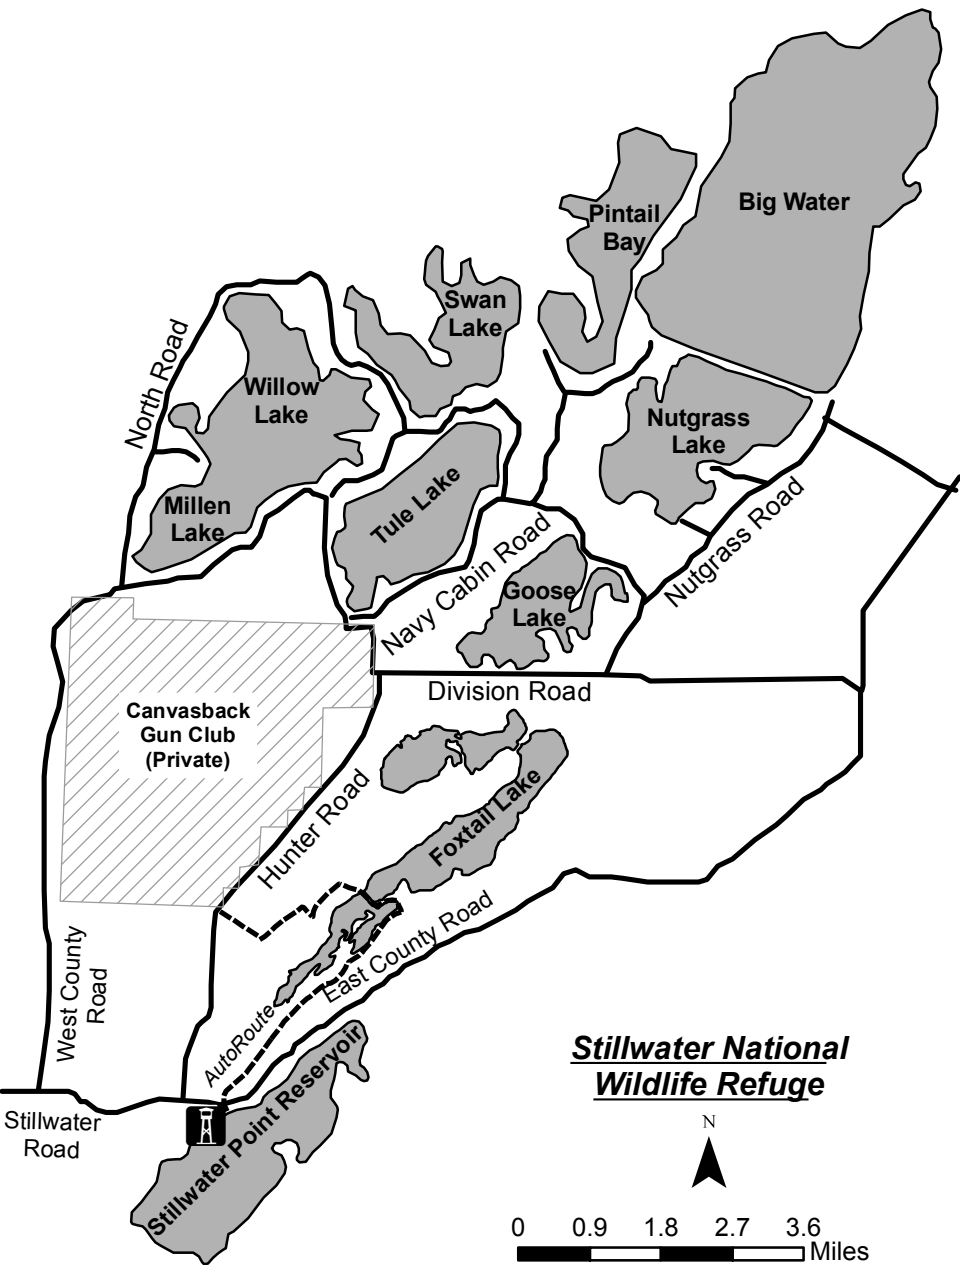 Big Water
Pintail
Bay
Swan
Lake
North Road
Willow
Lake
Nutgrass
Lake
Millen
Lake
Tule Lake
Nutgrass Road
Navy Cabin Road
Goose
Lake
Division Road
Canvasback
Gun Club
(Private)
Hunter Road
Foxtail Lake
West County
Road
East County Road
AutoRoute
Stillwater Point Reservoir
Stillwater
Road
Stillwater National
Wildlife Refuge
N
0 0.9 1.8 2.7 3.6
Miles